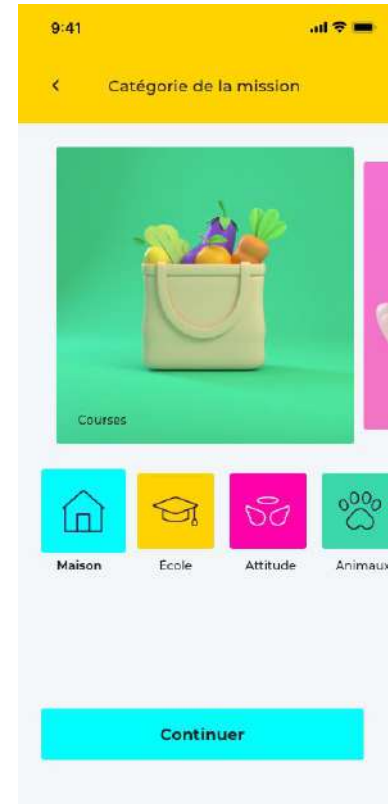 9:41
Catégorie de la mission
Courses
Maison
École
Attitude
Animaux
Continuer